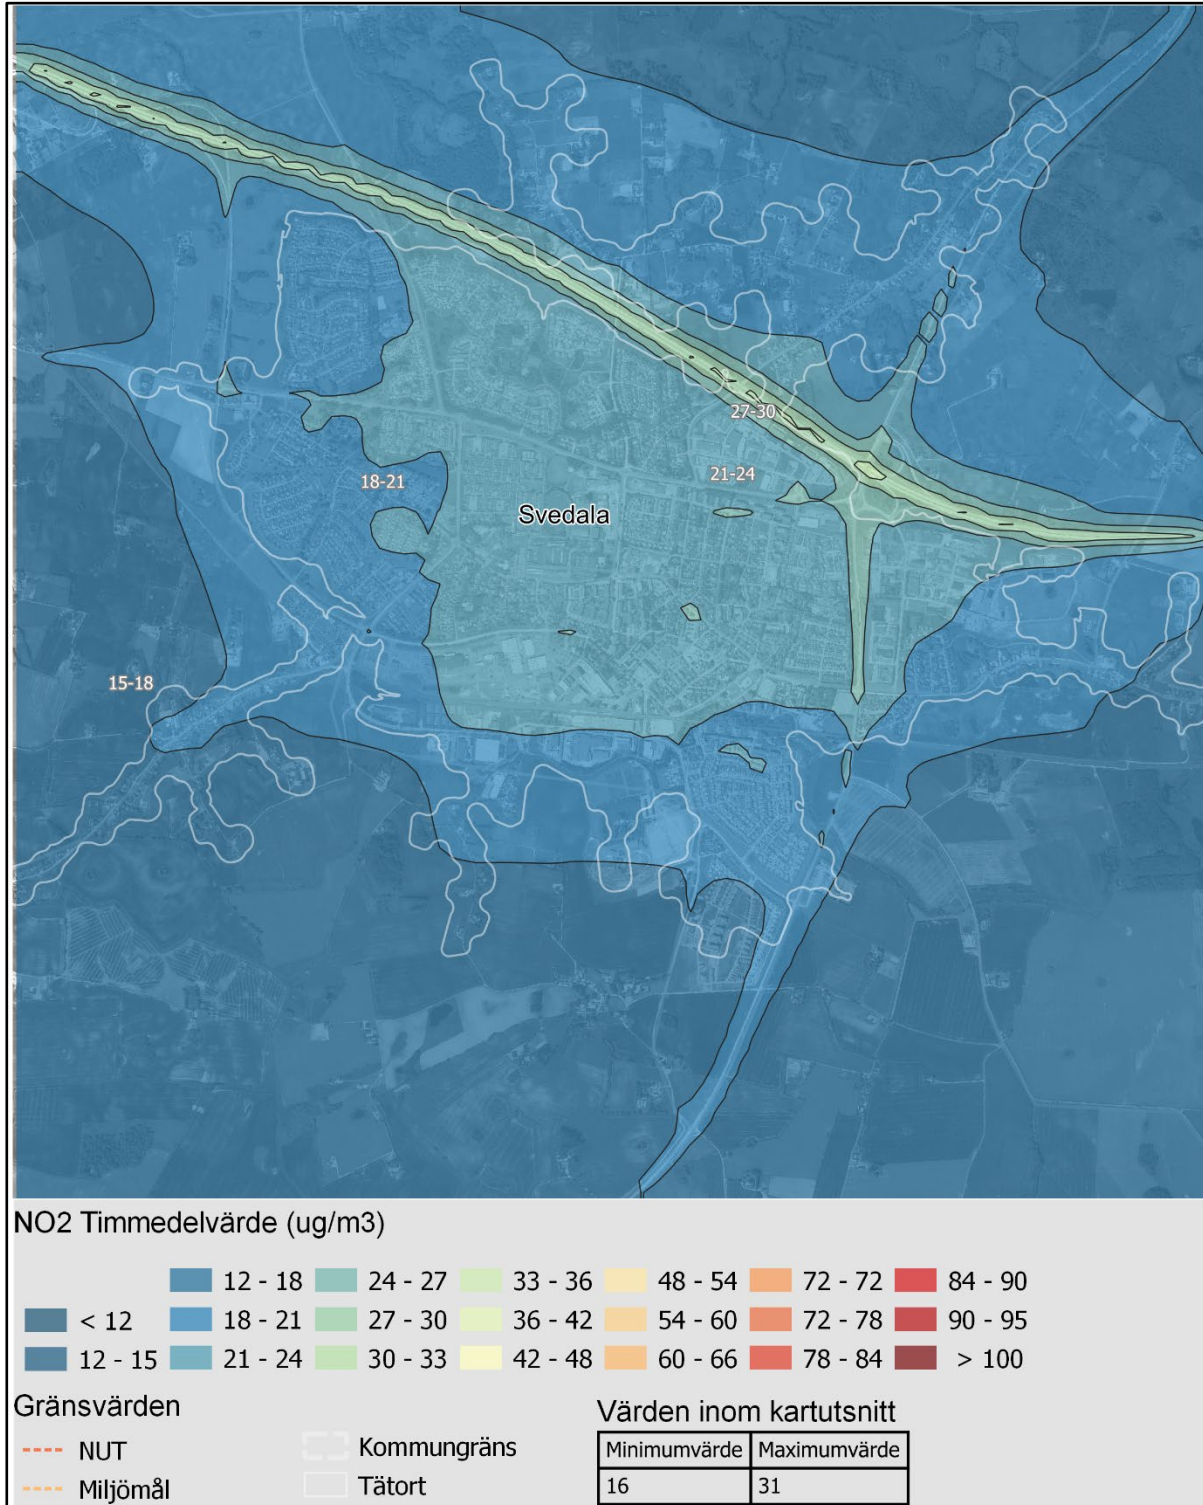 27-30
18-21
21-24
Svedala
15-18
NO2 Timmedelvärde (ug/m3)
12 - 18 24 - 27 33 - 36 48 - 54 72 - 72 84 - 90
< 12 18 - 21 27 - 30 36 - 42 54 - 60 72 - 78 90 - 95
12 - 15 21 - 24 30 - 33 42 - 48 60 - 66 78 - 84 > 100
Gränsvärden
NUT
Miljömål
Kommungräns
Tätort
Värden inom kartutsnitt
Minimumvärde Maximumvärde
16 31